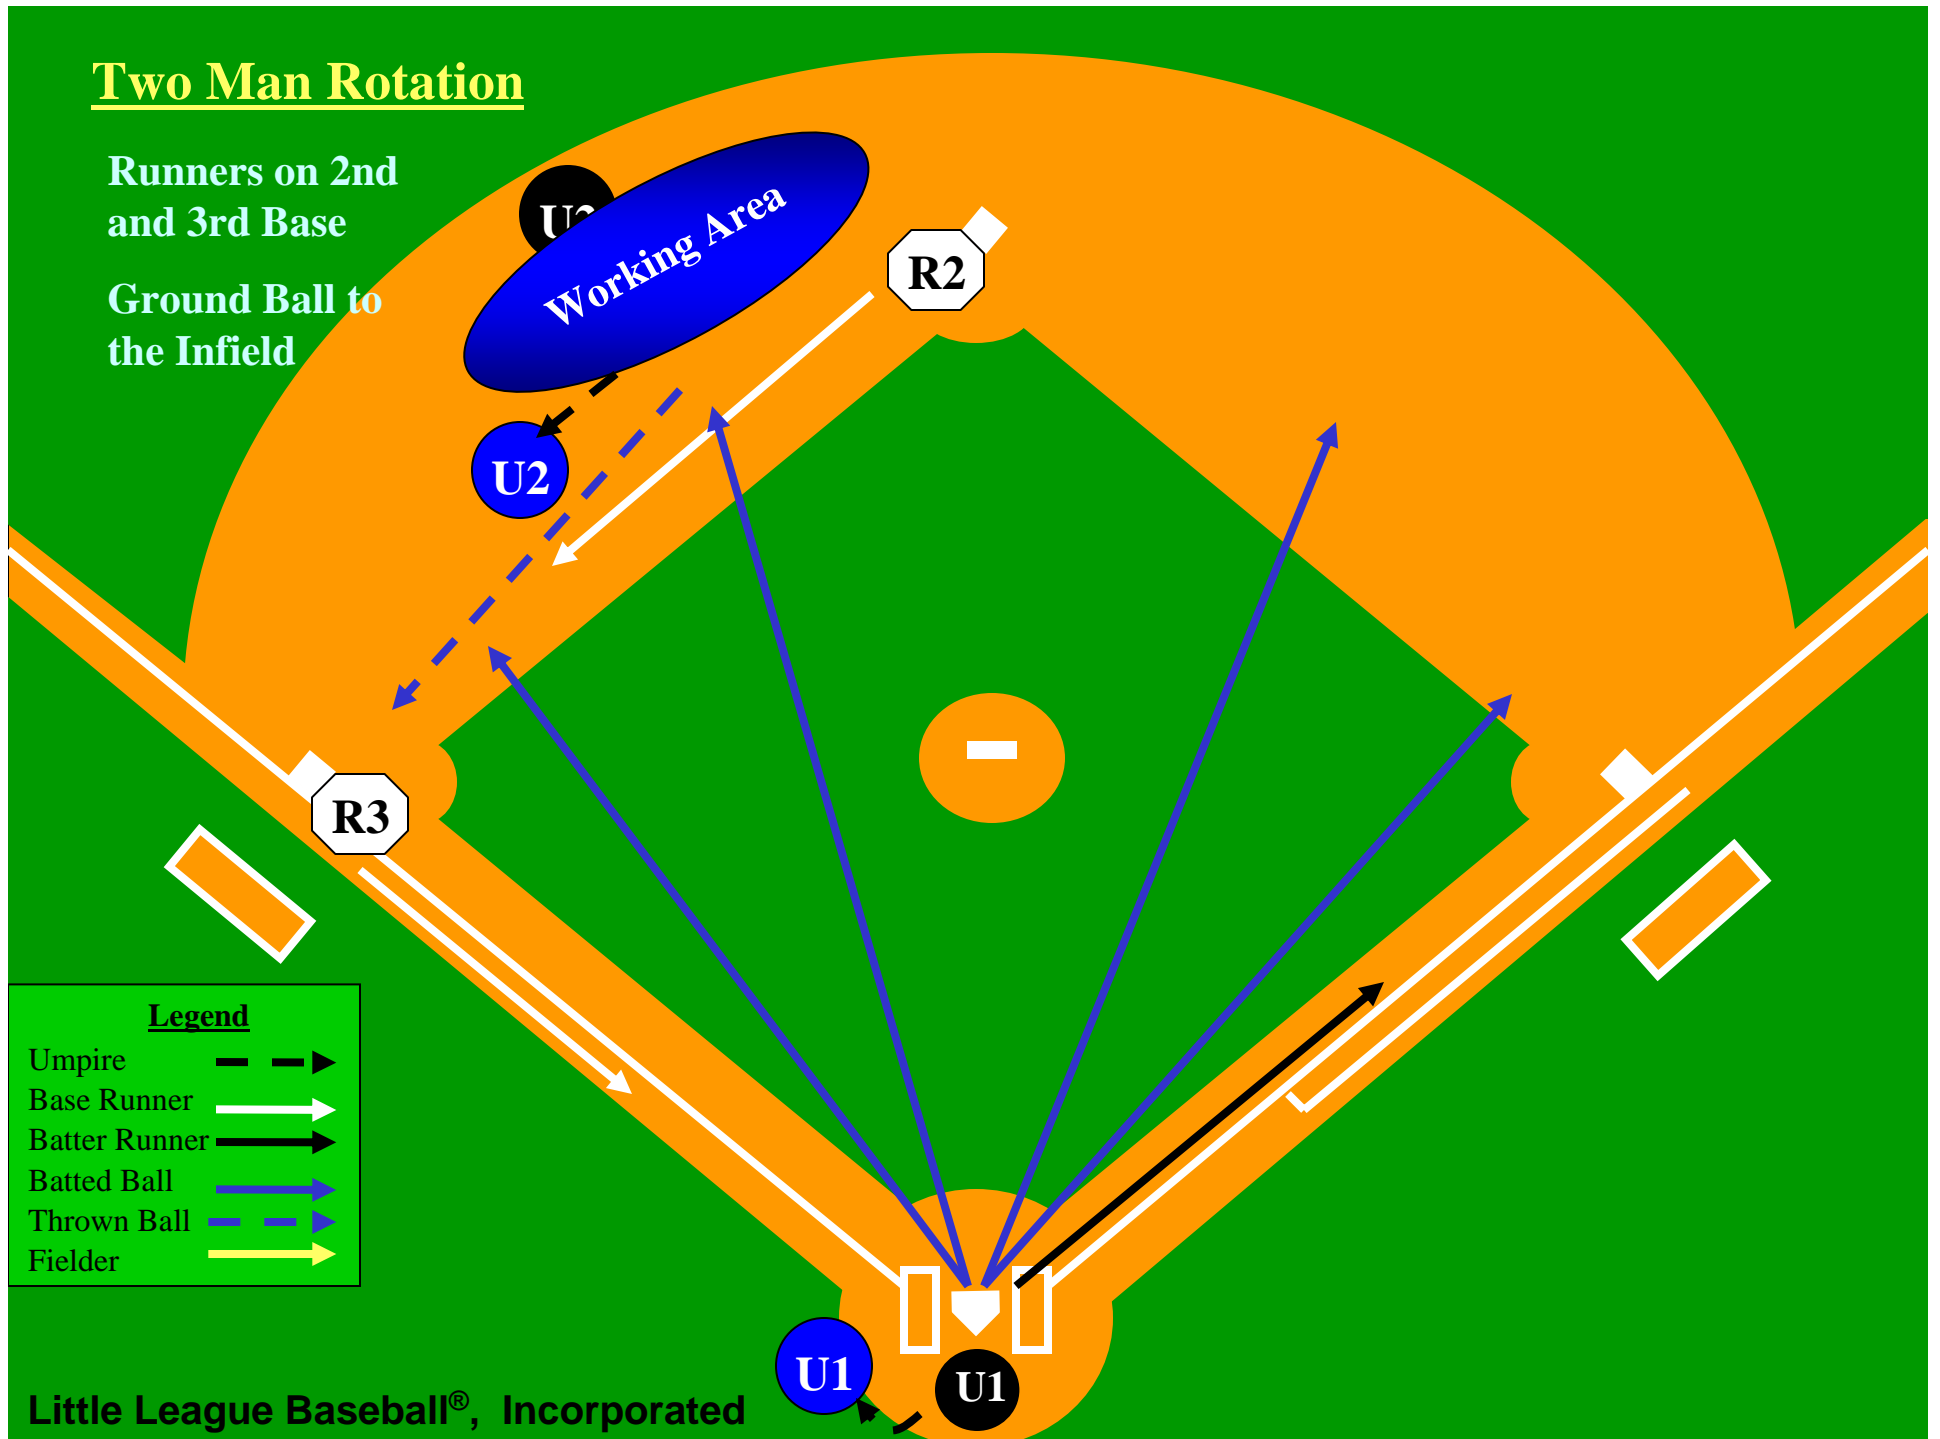 Two Man Rotation
Runners on 2nd
and 3rd Base
Ground Ball to
the Infield
Working Area
R2
U2
R3
Legend
Umpire
Base Runner
Batter Runner
Batted Ball
Thrown Ball
Fielder
U1
U1
Little League Baseball®, Incorporated